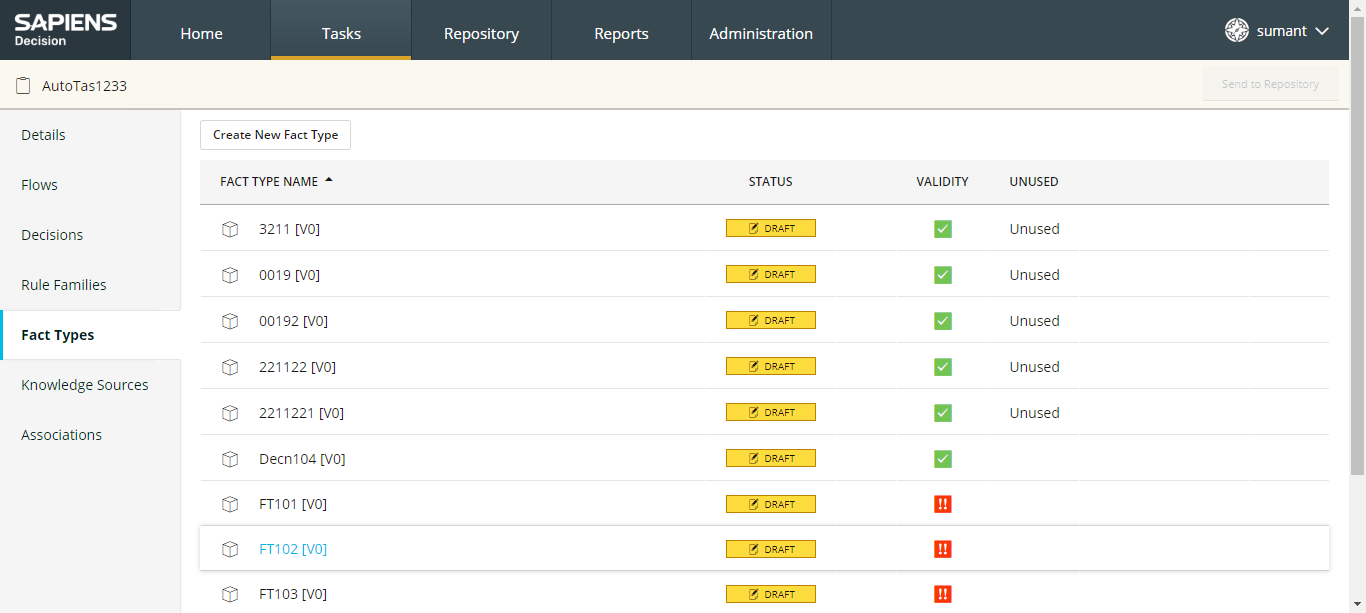 SAPIENS
Decision
Home
Tasks
Repository
Reports
Administration
sumant
AutoTas1233
Send to Repository
Details
Flows
Decisions
Rule Families
Fact Types
Knowledge Sources
Associations
Create New Fact Type
FACT TYPE NAME STATUS VALIDITY UNUSED
3211 [V0] DRAFT Unused
0019 [V0] DRAFT Unused
00192 [V0] DRAFT Unused
221122 [V0] DRAFT Unused
2211221 [V0] DRAFT Unused
Decn104 [V0] DRAFT
FT101 [V0] DRAFT !!
FT102 [V0] DRAFT !!
FT103 [V0] DRAFT !!